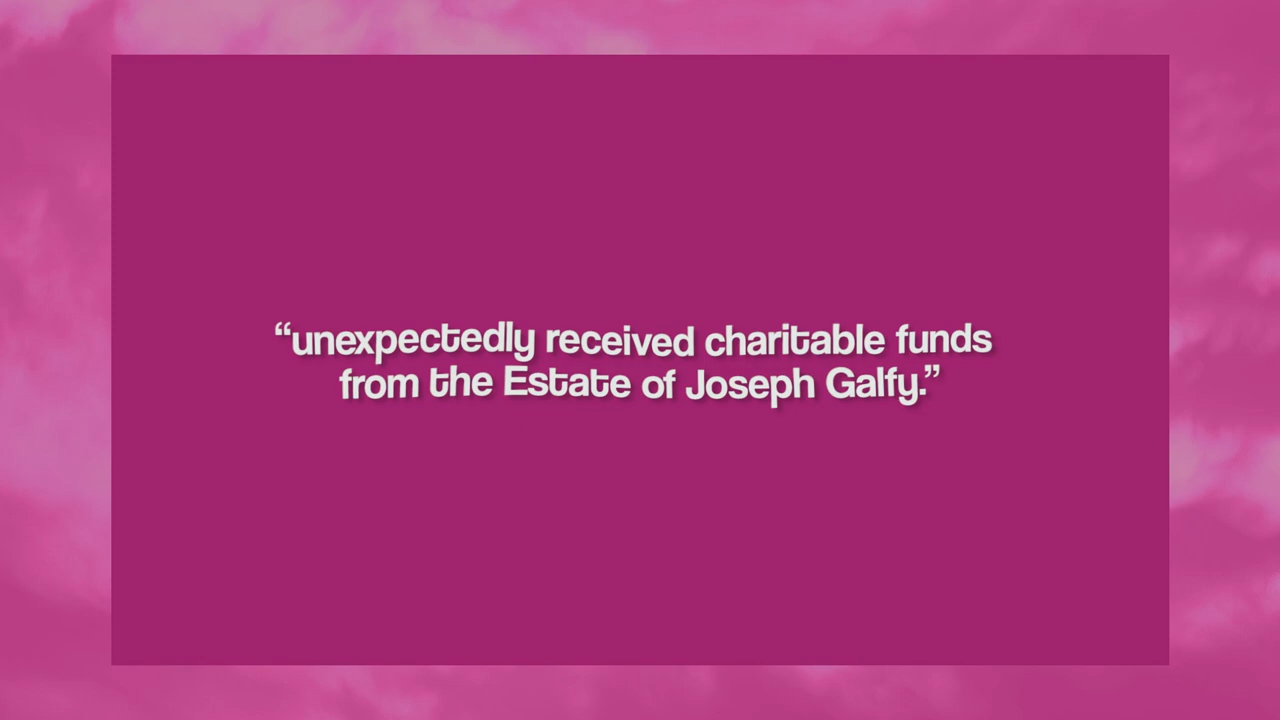 “unexpectedly received charitable funds
from the Estate of Joseph Galfy.”